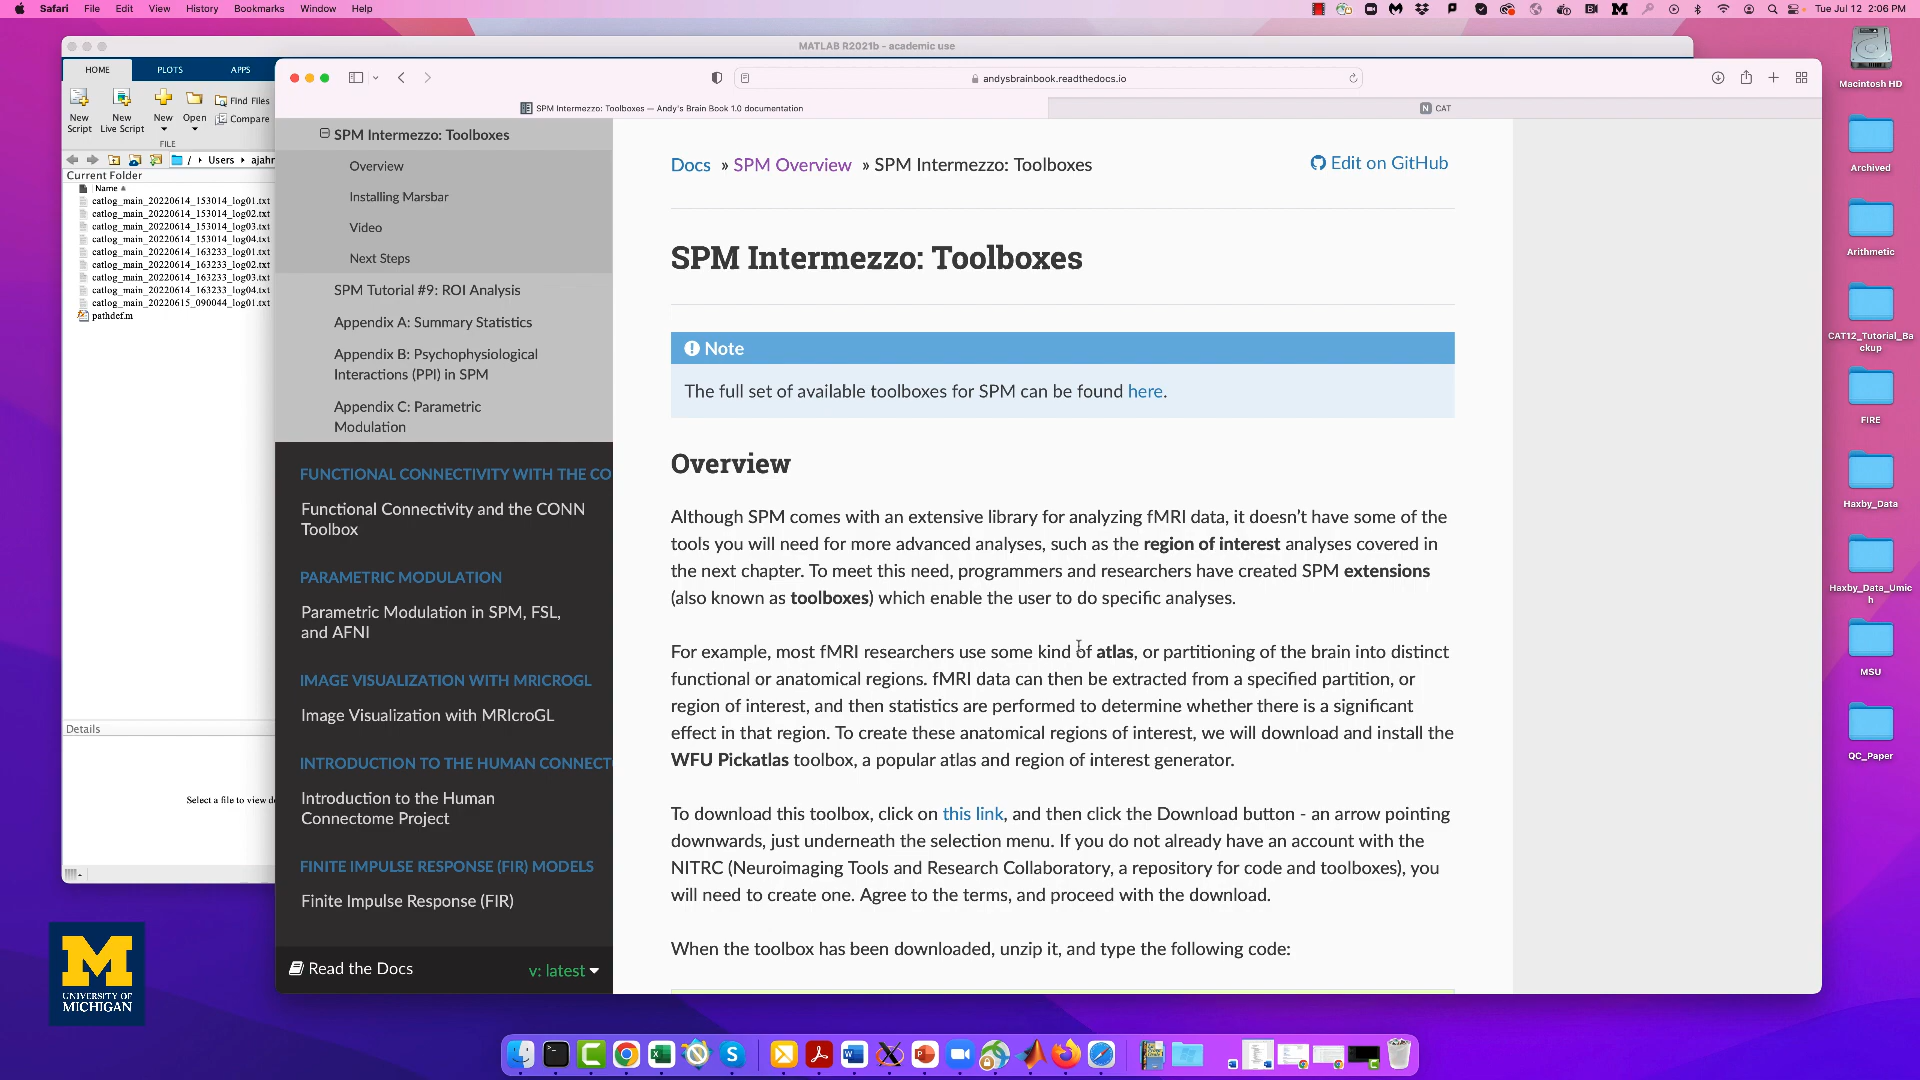 Safari File Edit View History Bookmarks Window Help
Tue Jul 12 2:06 PM
MATLAB R2021b - academic use
HOME PLOTS APPS
New Script
New Live Script
New
Open
Find Files
Compare
FILE
/ Users ajahn
Current Folder
Name
catlog_main_20220614_153014_log01.txt
catlog_main_20220614_153014_log02.txt
catlog_main_20220614_153014_log03.txt
catlog_main_20220614_153014_log04.txt
catlog_main_20220614_163233_log01.txt
catlog_main_20220614_163233_log02.txt
catlog_main_20220614_163233_log03.txt
catlog_main_20220614_163233_log04.txt
catlog_main_20220615_090044_log01.txt
pathdef.m
Details
Select a file to view de
andysbrainbook.readthedocs.io
SPM Intermezzo: Toolboxes — Andy's Brain Book 1.0 documentation
N CAT
SPM Intermezzo: Toolboxes
Overview
Installing Marsbar
Video
Next Steps
SPM Tutorial #9: ROI Analysis
Appendix A: Summary Statistics
Appendix B: Psychophysiological
Interactions (PPI) in SPM
Appendix C: Parametric
Modulation
FUNCTIONAL CONNECTIVITY WITH THE CO
Functional Connectivity and the CONN
Toolbox
PARAMETRIC MODULATION
Parametric Modulation in SPM, FSL,
and AFNI
IMAGE VISUALIZATION WITH MRICROGL
Image Visualization with MRIcroGL
INTRODUCTION TO THE HUMAN CONNECT
Introduction to the Human
Connectome Project
FINITE IMPULSE RESPONSE (FIR) MODELS
Finite Impulse Response (FIR)
Read the Docs
v: latest
Docs » SPM Overview » SPM Intermezzo: Toolboxes
Edit on GitHub
SPM Intermezzo: Toolboxes
Note
The full set of available toolboxes for SPM can be found here.
Overview
Although SPM comes with an extensive library for analyzing fMRI data, it doesn't have some of the
tools you will need for more advanced analyses, such as the region of interest analyses covered in
the next chapter. To meet this need, programmers and researchers have created SPM extensions
(also known as toolboxes) which enable the user to do specific analyses.
For example, most fMRI researchers use some kind of atlas, or partitioning of the brain into distinct
functional or anatomical regions. fMRI data can then be extracted from a specified partition, or
region of interest, and then statistics are performed to determine whether there is a significant
effect in that region. To create these anatomical regions of interest, we will download and install the
WFU Pickatlas toolbox, a popular atlas and region of interest generator.
To download this toolbox, click on this link, and then click the Download button - an arrow pointing
downwards, just underneath the selection menu. If you do not already have an account with the
NITRC (Neuroimaging Tools and Research Collaboratory, a repository for code and toolboxes), you
will need to create one. Agree to the terms, and proceed with the download.
When the toolbox has been downloaded, unzip it, and type the following code:
Macintosh HD
Archived
Arithmetic
CAT12_Tutorial_Ba
ckup
FIRE
Haxby_Data
Haxby_Data_Umic
h
MSU
QC_Paper
M
UNIVERSITY OF
MICHIGAN